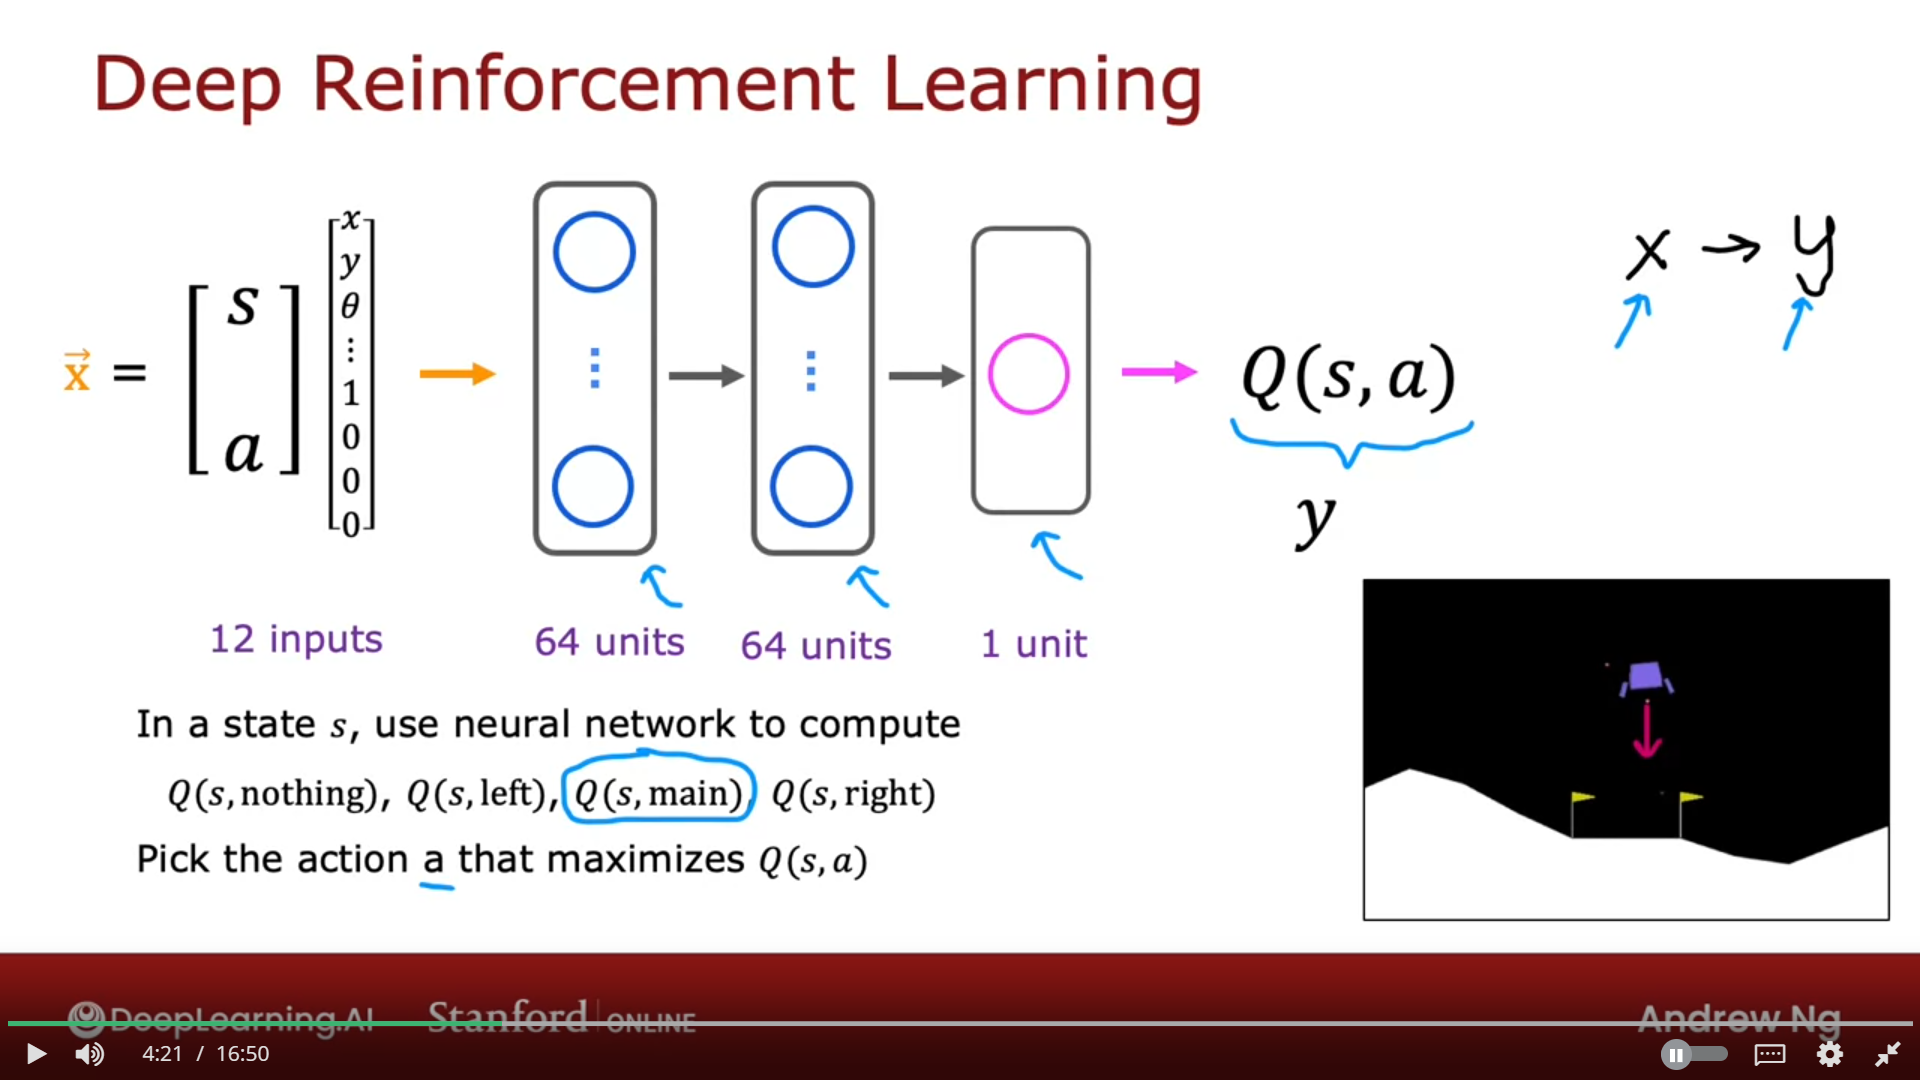 Deep Reinforcement Learning
x⃗ = [ s a ]
[ x y θ ⋮ 1 0 0 0 ]
Q(s, a)
y
x → y
12 inputs
64 units
64 units
1 unit
In a state s, use neural network to compute
Q(s, nothing), Q(s, left), Q(s, main), Q(s, right)
Pick the action a that maximizes Q(s, a)
DeepLearning.AI
Stanford | ONLINE
Andrew Ng
4:21 / 16:50